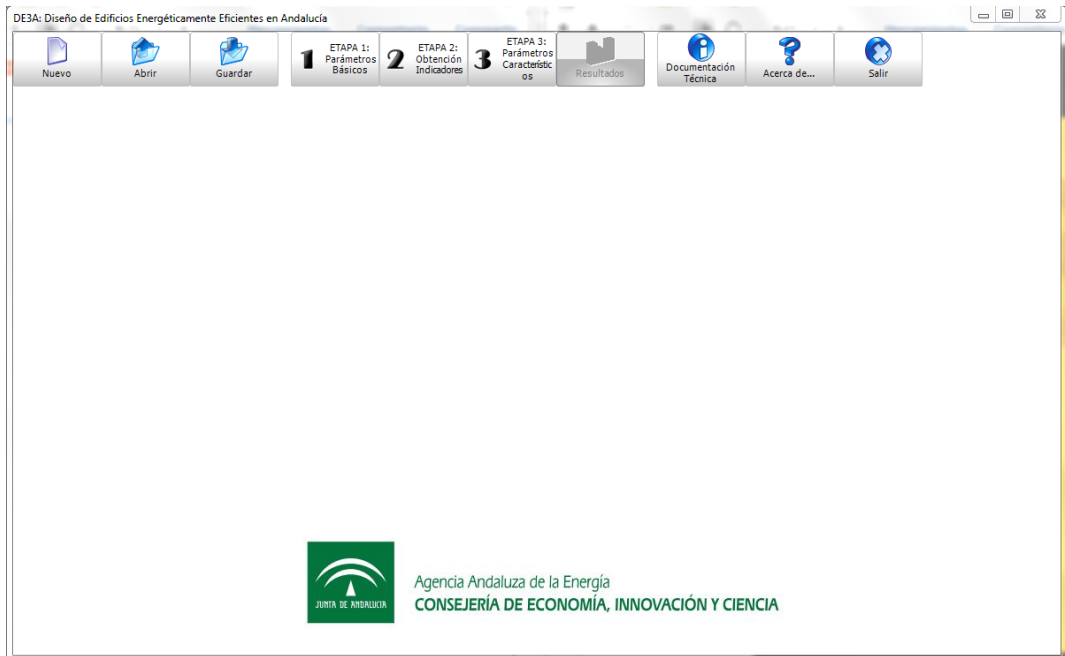 DE3A: Diseño de Edificios Energéticamente Eficientes en Andalucía
Nuevo
Abrir
Guardar
1
ETAPA 1:
Parámetros
Básicos
2
ETAPA 2:
Obtención
Indicadores
3
ETAPA 3:
Parámetros
Característic
os
Resultados
Documentación
Técnica
Acerca de...
Salir
JUNTA DE ANDALUCIA
Agencia Andaluza de la Energía
CONSEJERÍA DE ECONOMÍA, INNOVACIÓN Y CIENCIA